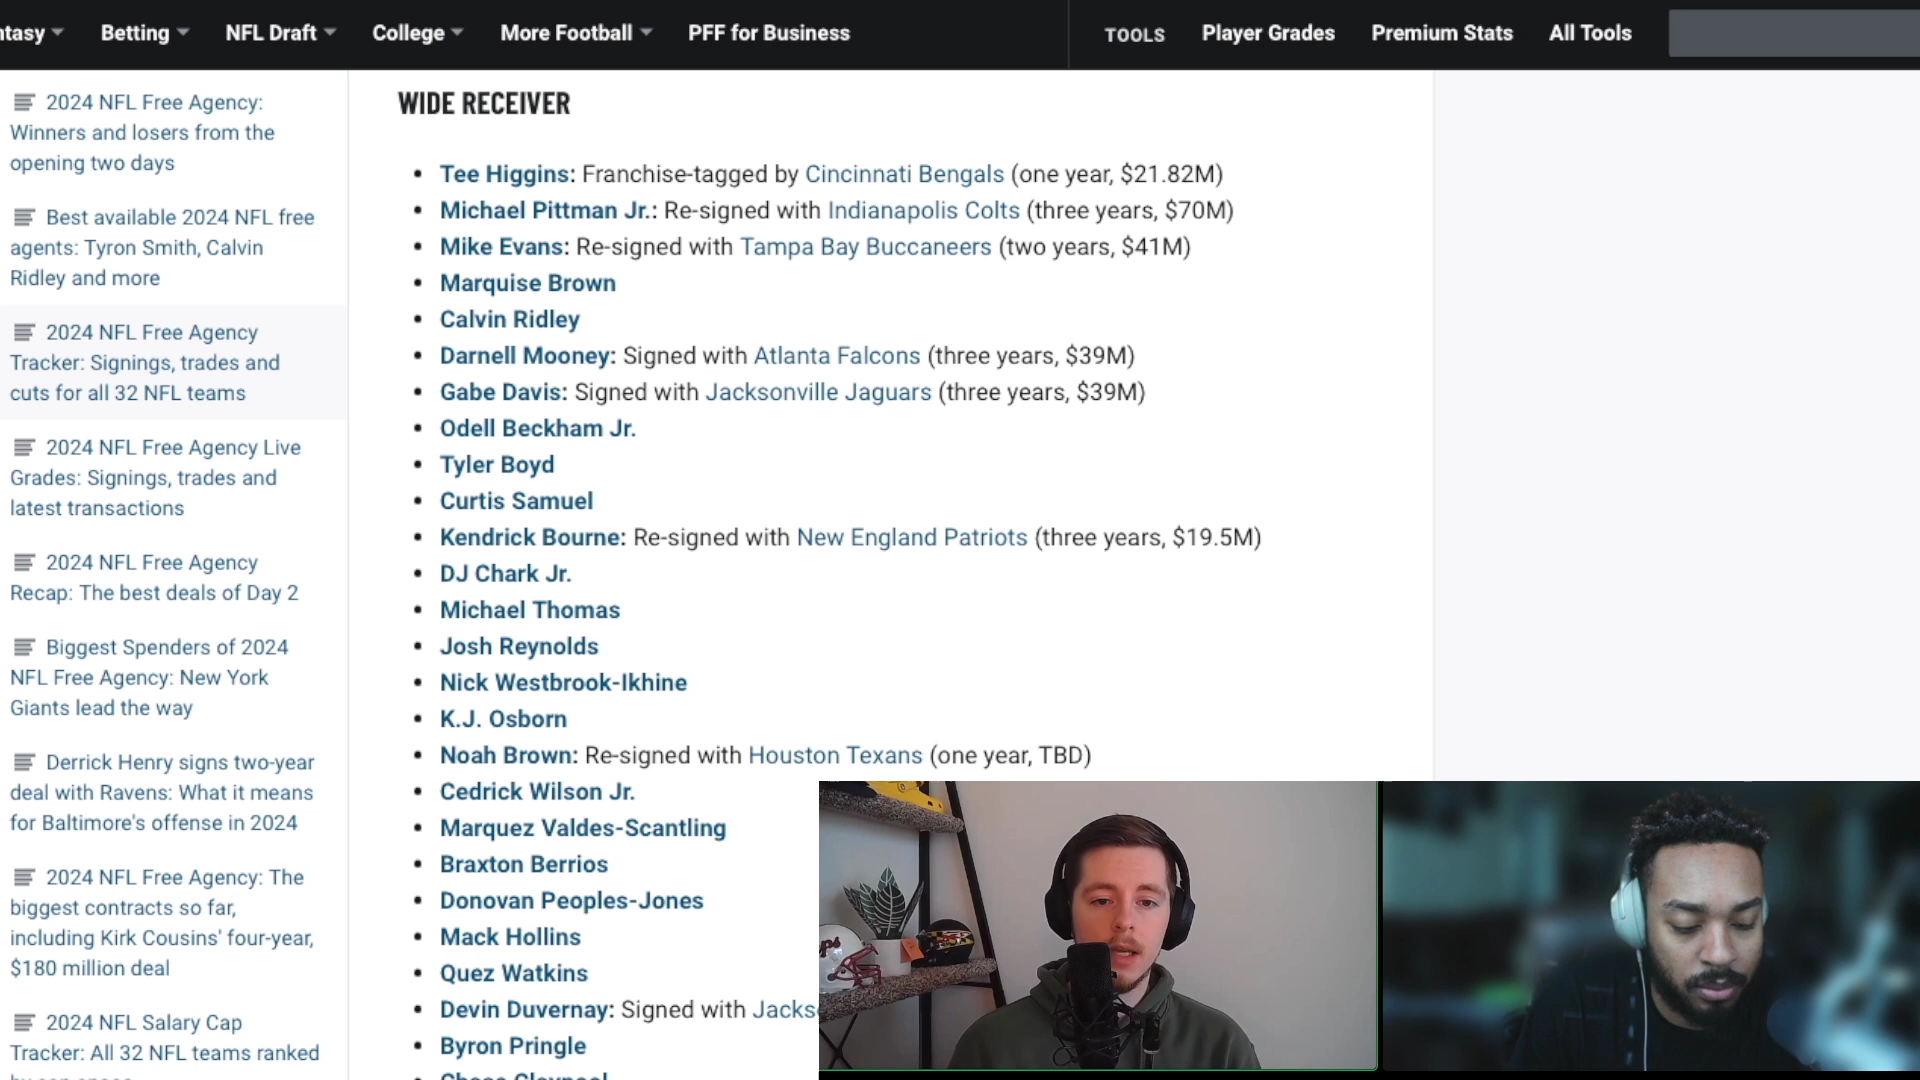 ntasy Betting NFL Draft College More Football PFF for Business TOOLS Player Grades Premium Stats All Tools
2024 NFL Free Agency:
Winners and losers from the
opening two days
Best available 2024 NFL free
agents: Tyron Smith, Calvin
Ridley and more
2024 NFL Free Agency
Tracker: Signings, trades and
cuts for all 32 NFL teams
2024 NFL Free Agency Live
Grades: Signings, trades and
latest transactions
2024 NFL Free Agency
Recap: The best deals of Day 2
Biggest Spenders of 2024
NFL Free Agency: New York
Giants lead the way
Derrick Henry signs two-year
deal with Ravens: What it means
for Baltimore's offense in 2024
2024 NFL Free Agency: The
biggest contracts so far,
including Kirk Cousins' four-year,
$180 million deal
2024 NFL Salary Cap
Tracker: All 32 NFL teams ranked
WIDE RECEIVER
Tee Higgins: Franchise-tagged by Cincinnati Bengals (one year, $21.82M)
Michael Pittman Jr.: Re-signed with Indianapolis Colts (three years, $70M)
Mike Evans: Re-signed with Tampa Bay Buccaneers (two years, $41M)
Marquise Brown
Calvin Ridley
Darnell Mooney: Signed with Atlanta Falcons (three years, $39M)
Gabe Davis: Signed with Jacksonville Jaguars (three years, $39M)
Odell Beckham Jr.
Tyler Boyd
Curtis Samuel
Kendrick Bourne: Re-signed with New England Patriots (three years, $19.5M)
DJ Chark Jr.
Michael Thomas
Josh Reynolds
Nick Westbrook-Ikhine
K.J. Osborn
Noah Brown: Re-signed with Houston Texans (one year, TBD)
Cedrick Wilson Jr.
Marquez Valdes-Scantling
Braxton Berrios
Donovan Peoples-Jones
Mack Hollins
Quez Watkins
Devin Duvernay: Signed with Jacks
Byron Pringle